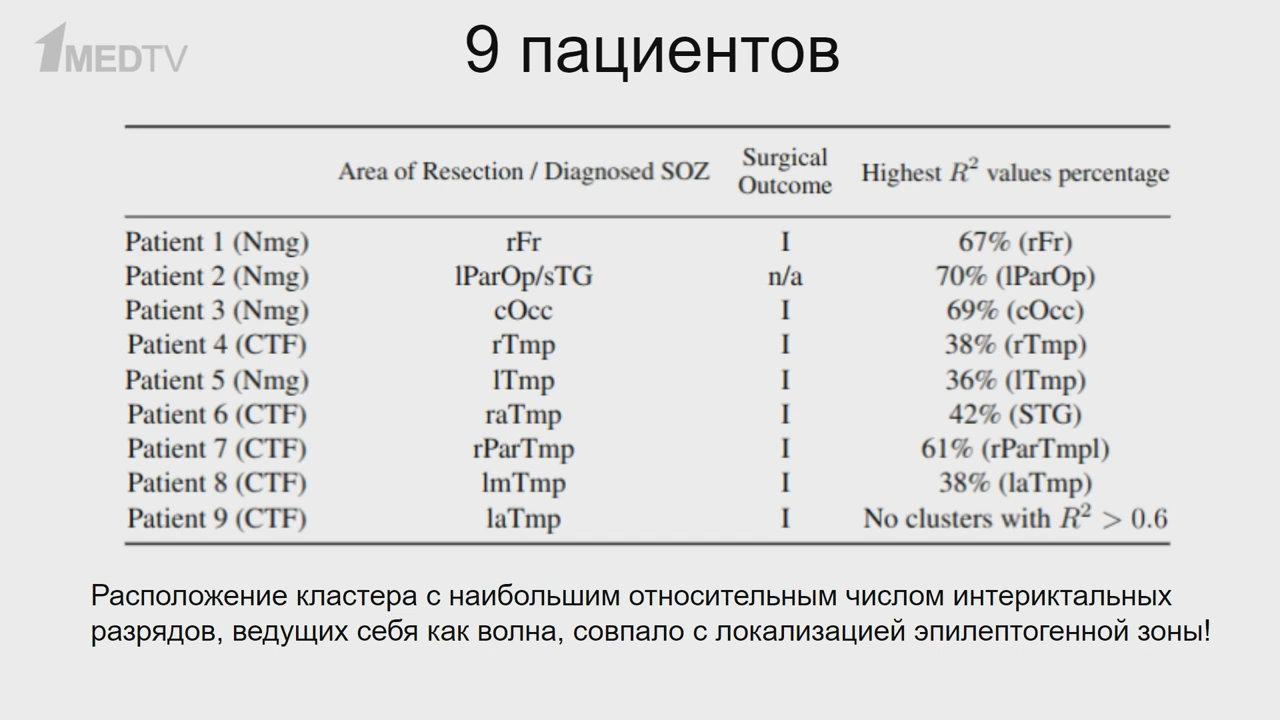 1MEDTV
9 пациентов
Area of Resection / Diagnosed SOZ Surgical Outcome Highest R² values percentage
Patient 1 (Nmg) rFr I 67% (rFr)
Patient 2 (Nmg) lParOp/sTG n/a 70% (lParOp)
Patient 3 (Nmg) cOcc I 69% (cOcc)
Patient 4 (CTF) rTmp I 38% (rTmp)
Patient 5 (Nmg) lTmp I 36% (lTmp)
Patient 6 (CTF) raTmp I 42% (STG)
Patient 7 (CTF) rParTmp I 61% (rParTmpl)
Patient 8 (CTF) lmTmp I 38% (laTmp)
Patient 9 (CTF) laTmp I No clusters with R² > 0.6
Расположение кластера с наибольшим относительным числом интериктальных
разрядов, ведущих себя как волна, совпало с локализацией эпилептогенной зоны!